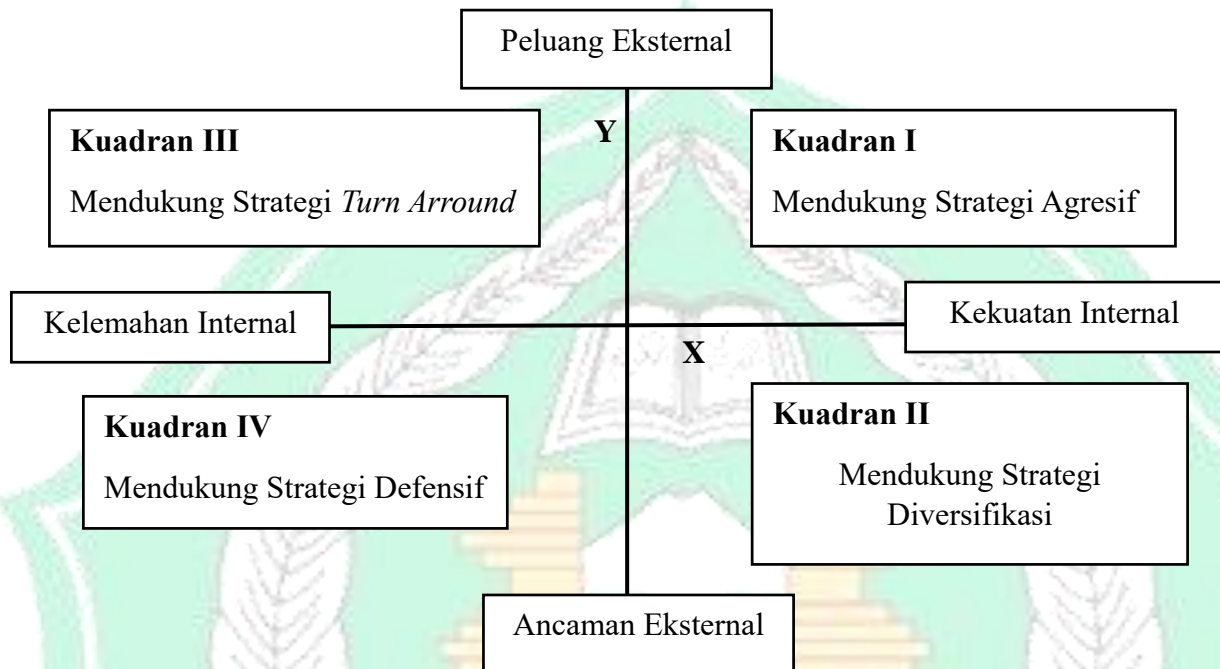 Peluang Eksternal
Y
Kuadran III
Mendukung Strategi Turn Arround
Kuadran I
Mendukung Strategi Agresif
Kelemahan Internal
Kekuatan Internal
X
Kuadran IV
Mendukung Strategi Defensif
Kuadran II
Mendukung Strategi
Diversifikasi
Ancaman Eksternal